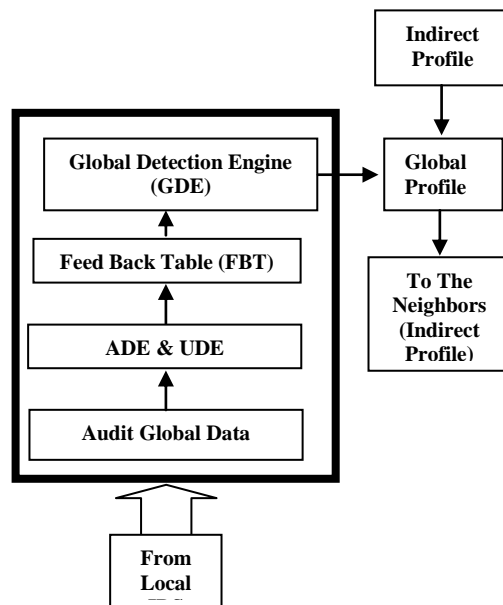 Indirect
Profile
Global Detection Engine
(GDE)
Global
Profile
Feed Back Table (FBT)
To The
Neighbors
(Indirect
Profile)
ADE & UDE
Audit Global Data
From
Local